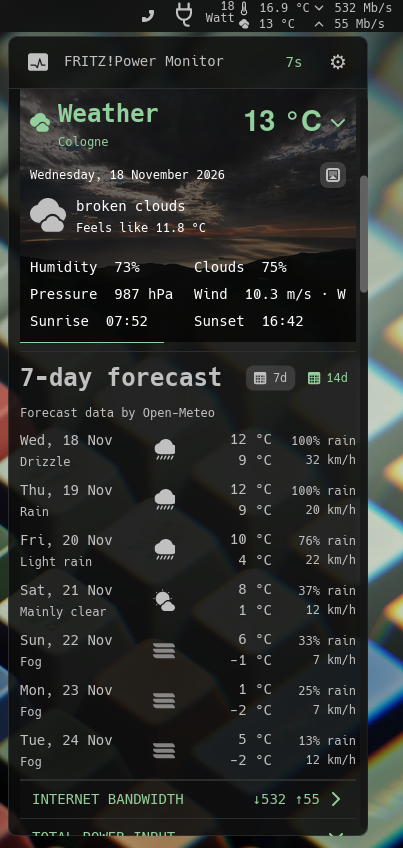 18 Watt 16.9 °C 532 Mb/s
13 °C 55 Mb/s
FRITZ!Power Monitor 7s
Weather 13 °C
Cologne
Wednesday, 18 November 2026
broken clouds
Feels like 11.8 °C
Humidity 73% Clouds 75%
Pressure 987 hPa Wind 10.3 m/s · W
Sunrise 07:52 Sunset 16:42
7-day forecast 7d 14d
Forecast data by Open-Meteo
Wed, 18 Nov 12 °C 100% rain
Drizzle 9 °C 32 km/h
Thu, 19 Nov 12 °C 100% rain
Rain 9 °C 20 km/h
Fri, 20 Nov 10 °C 76% rain
Light rain 4 °C 22 km/h
Sat, 21 Nov 8 °C 37% rain
Mainly clear 1 °C 12 km/h
Sun, 22 Nov 6 °C 33% rain
Fog -1 °C 7 km/h
Mon, 23 Nov 1 °C 25% rain
Fog -2 °C 7 km/h
Tue, 24 Nov 5 °C 13% rain
Fog -2 °C 12 km/h
INTERNET BANDWIDTH ↓532 ↑55
TOTAL POWER INPUT